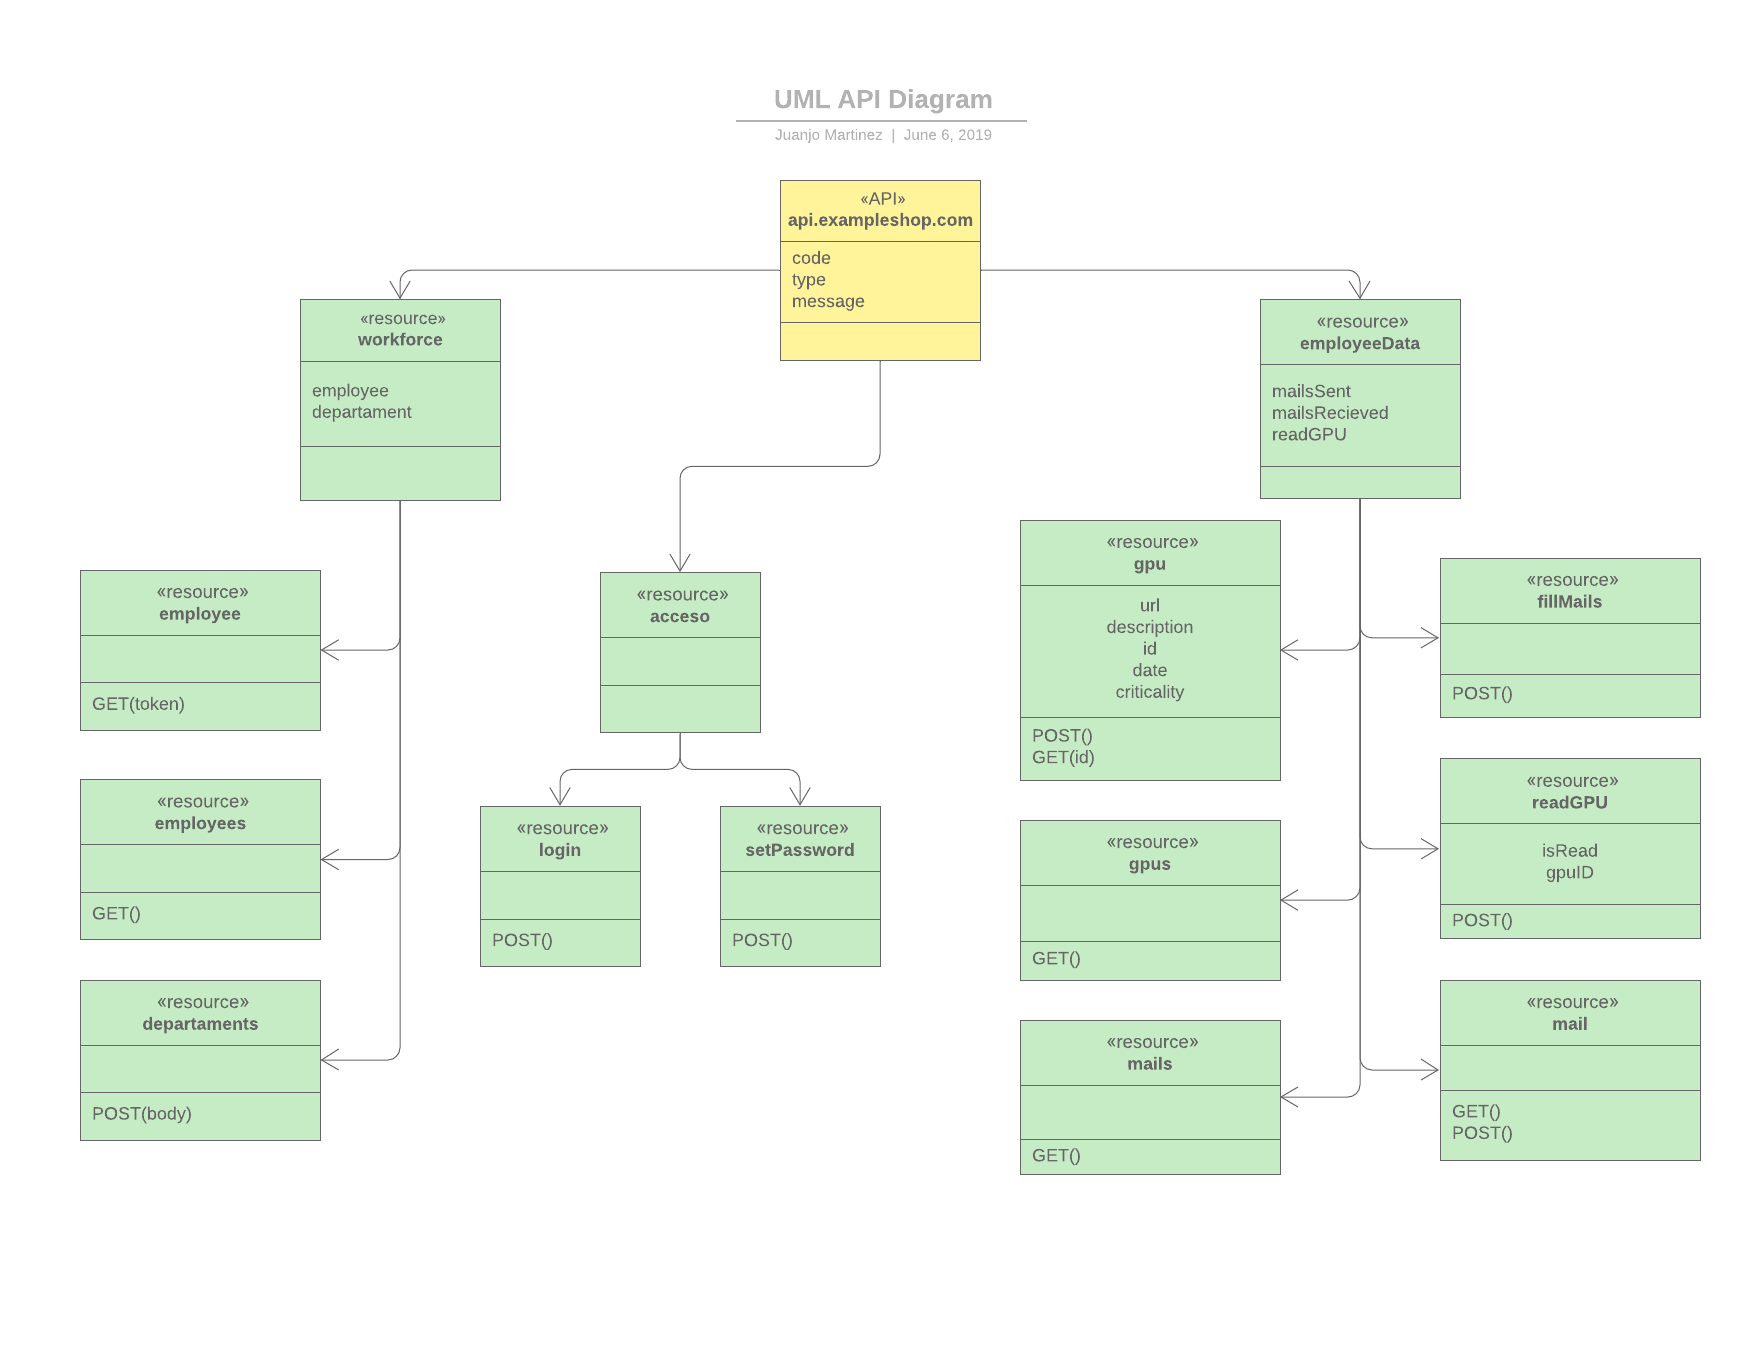 UML API Diagram
Juanjo Martinez | June 6, 2019
«API»
api.exampleshop.com
code
type
message
«resource»
workforce
employee
departament
«resource»
employeeData
mailsSent
mailsRecieved
readGPU
«resource»
employee
GET(token)
«resource»
employees
GET()
«resource»
departaments
POST(body)
«resource»
acceso
«resource»
login
POST()
«resource»
setPassword
POST()
«resource»
gpu
url
description
id
date
criticality
POST()
GET(id)
«resource»
gpus
GET()
«resource»
mails
GET()
«resource»
fillMails
POST()
«resource»
readGPU
isRead
gpuID
POST()
«resource»
mail
GET()
POST()